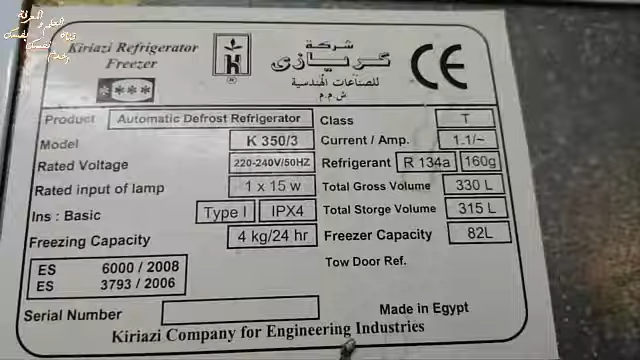 Kiriazi Refrigerator
Freezer
شركة
كريازى
للصناعات الهندسية
ش.م.م
K
CE
Product Automatic Defrost Refrigerator Class T
Model K 350/3 Current / Amp. 1.1/~
Rated Voltage 220-240V/50HZ Refrigerant R 134a 160g
Rated input of lamp 1 x 15 w Total Gross Volume 330 L
Ins : Basic Type I IPX4 Total Storge Volume 315 L
Freezing Capacity 4 kg/24 hr Freezer Capacity 82L
Tow Door Ref.
ES 6000 / 2008
ES 3793 / 2006
Serial Number Made in Egypt
Kiriazi Company for Engineering Industries